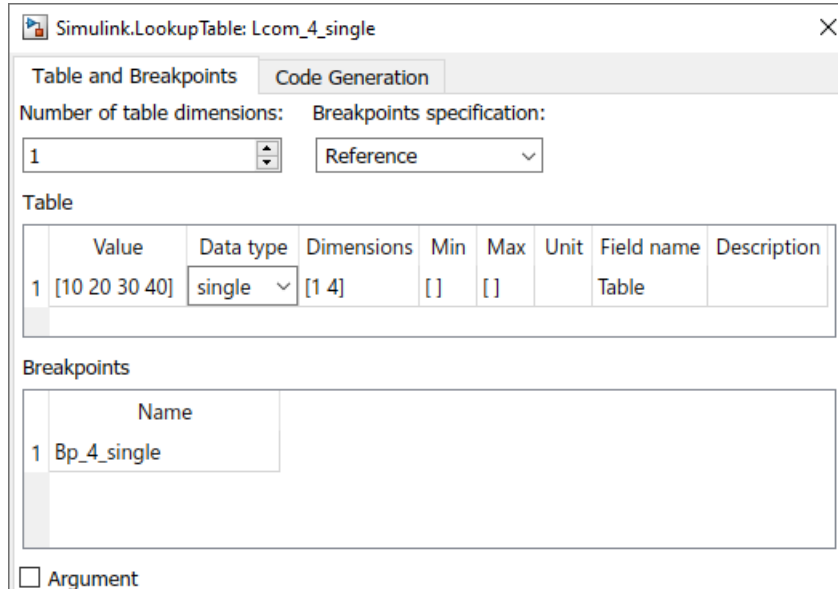 Simulink.LookupTable: Lcom_4_single
Table and Breakpoints Code Generation
Number of table dimensions: Breakpoints specification:
1 Reference
Table
Value Data type Dimensions Min Max Unit Field name Description
1 [10 20 30 40] single [1 4] [ ] [ ] Table
Breakpoints
Name
1 Bp_4_single
Argument